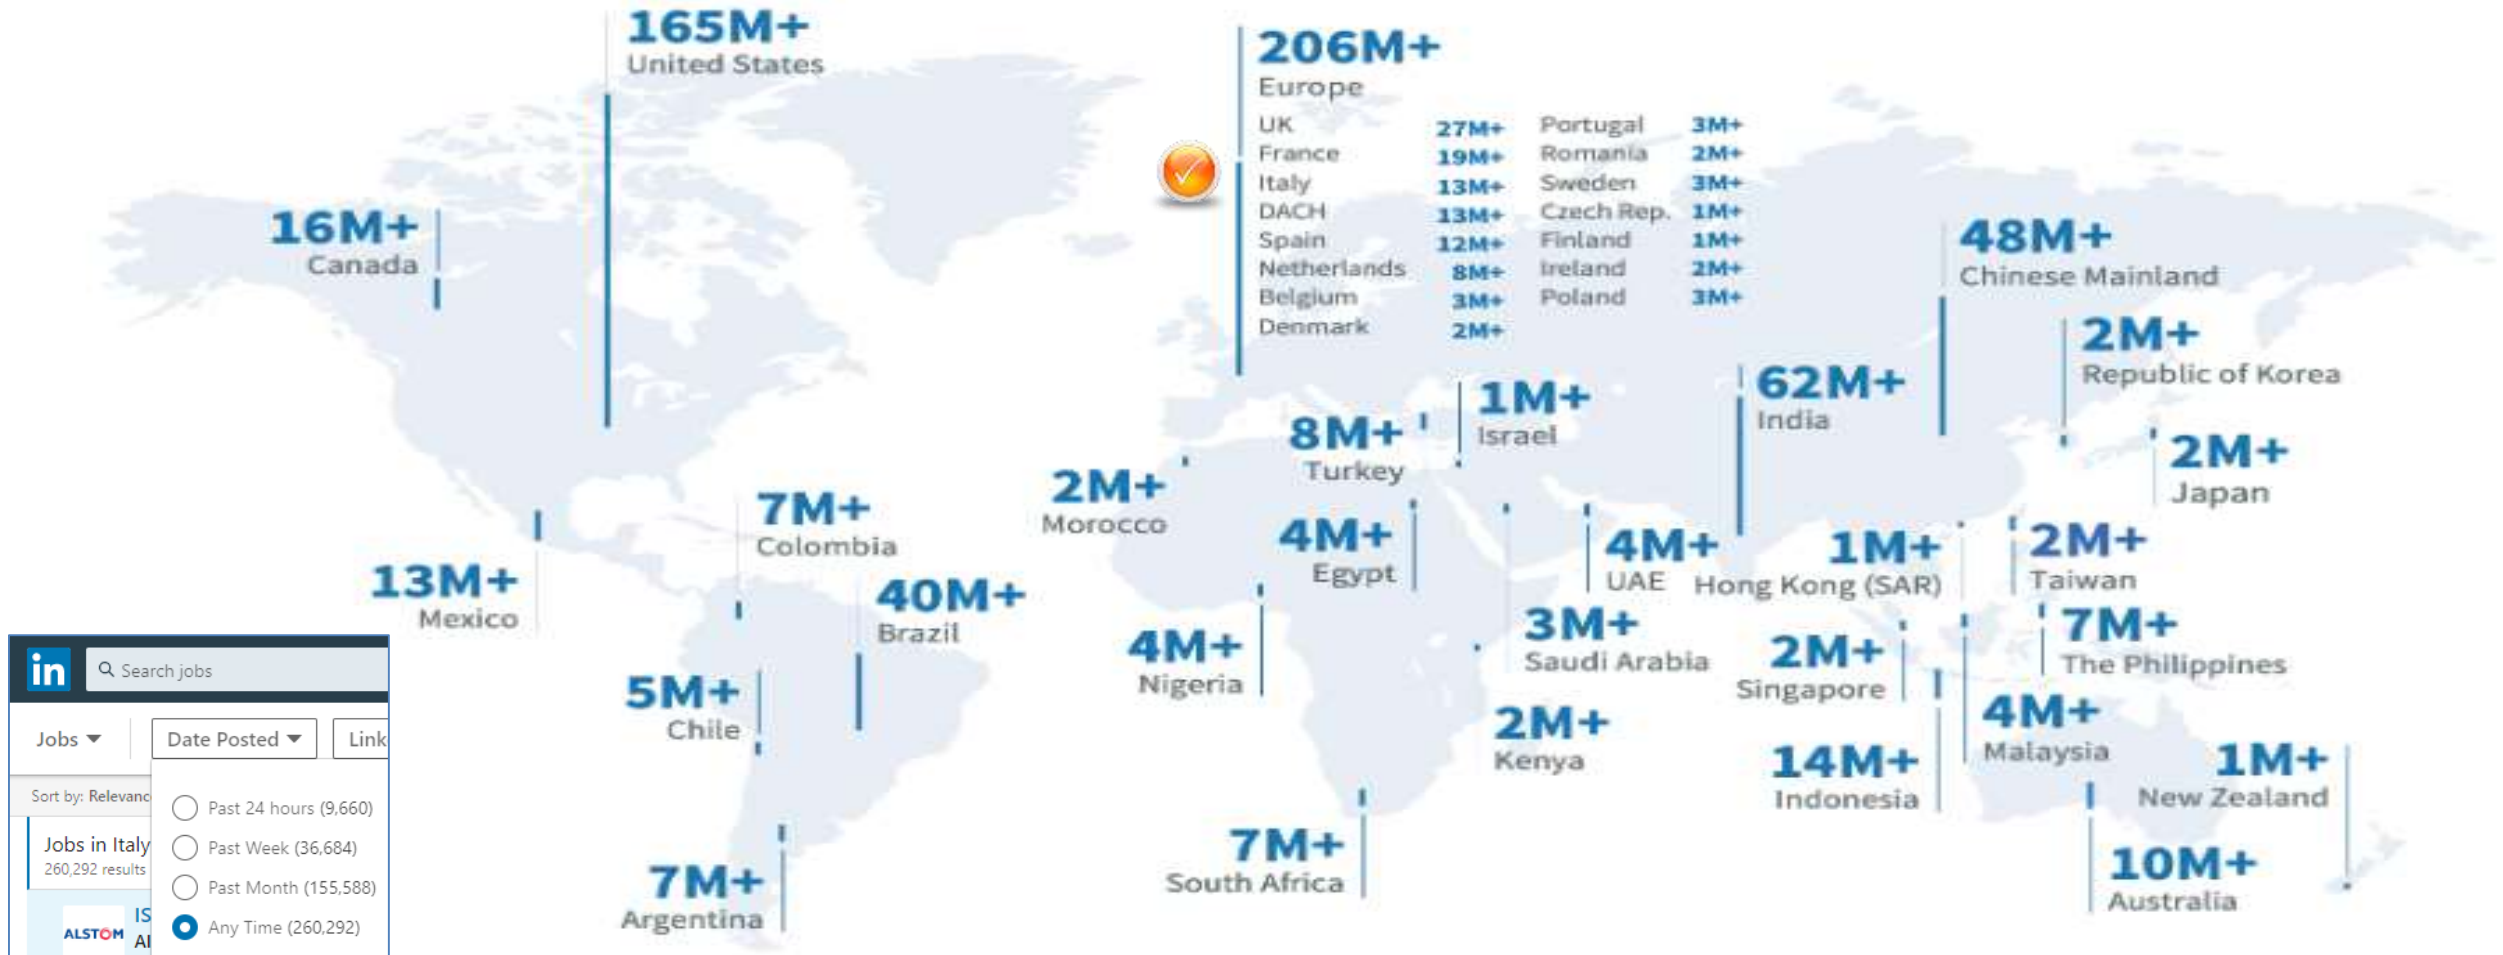 165M+
United States
206M+
Europe
UK 27M+ Portugal 3M+
France 19M+ Romania 2M+
Italy 13M+ Sweden 3M+
DACH 13M+ Czech Rep. 1M+
Spain 12M+ Finland 1M+
Netherlands 8M+ Ireland 2M+
Belgium 3M+ Poland 3M+
Denmark 2M+
16M+
Canada
48M+
Chinese Mainland
2M+
Republic of Korea
62M+
India
1M+
Israel
8M+
Turkey
2M+
Japan
2M+
Morocco
7M+
Colombia
4M+
Egypt
4M+
UAE
1M+
Hong Kong (SAR)
2M+
Taiwan
13M+
Mexico
40M+
Brazil
4M+
Nigeria
3M+
Saudi Arabia
2M+
Singapore
7M+
The Philippines
5M+
Chile
2M+
Kenya
4M+
Malaysia
14M+
Indonesia
1M+
New Zealand
7M+
South Africa
10M+
Australia
7M+
Argentina
in Search jobs
Jobs Date Posted Link
Sort by: Relevanc
Past 24 hours (9,660)
Jobs in Italy
260,292 results
Past Week (36,684)
Past Month (155,588)
IS
ALSTOM Al
Any Time (260,292)